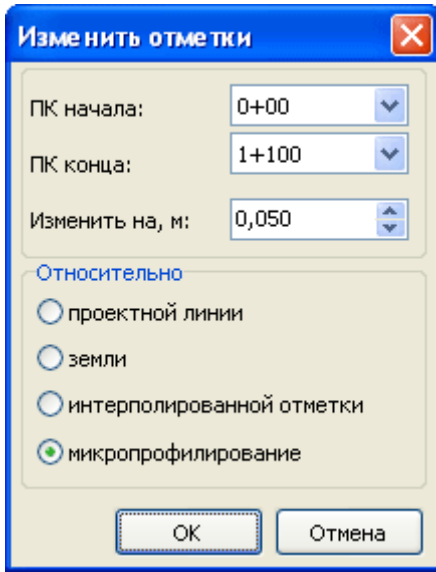 Изменить отметки
ПК начала: 0+00
ПК конца: 1+100
Изменить на, м: 0,050
Относительно
проектной линии
земли
интерполированной отметки
микропрофилирование
ОК Отмена